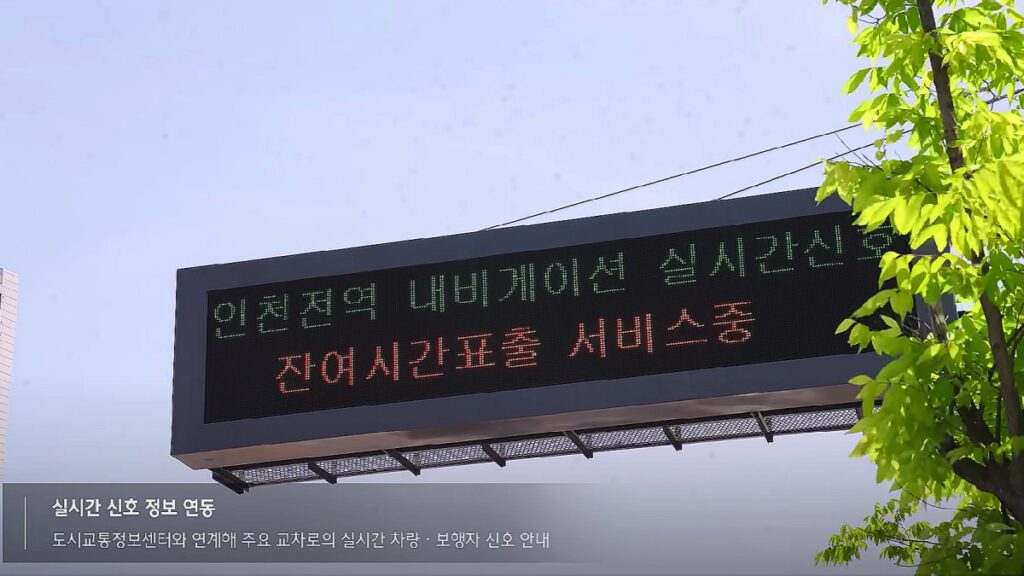 인천전역 내비게이션 실시간신호
잔여시간표출 서비스중
실시간 신호 정보 연동
도시교통정보센터와 연계해 주요 교차로의 실시간 차량 · 보행자 신호 안내